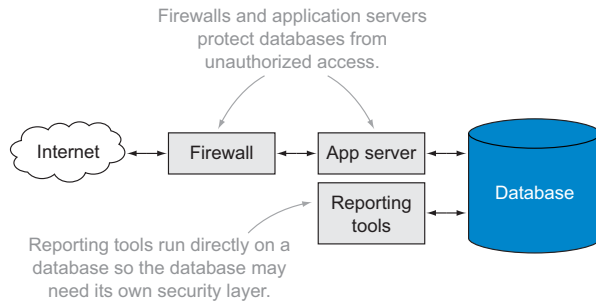 Firewalls and application servers
protect databases from
unauthorized access.
Internet
Firewall
App server
Database
Reporting
tools
Reporting tools run directly on a
database so the database may
need its own security layer.